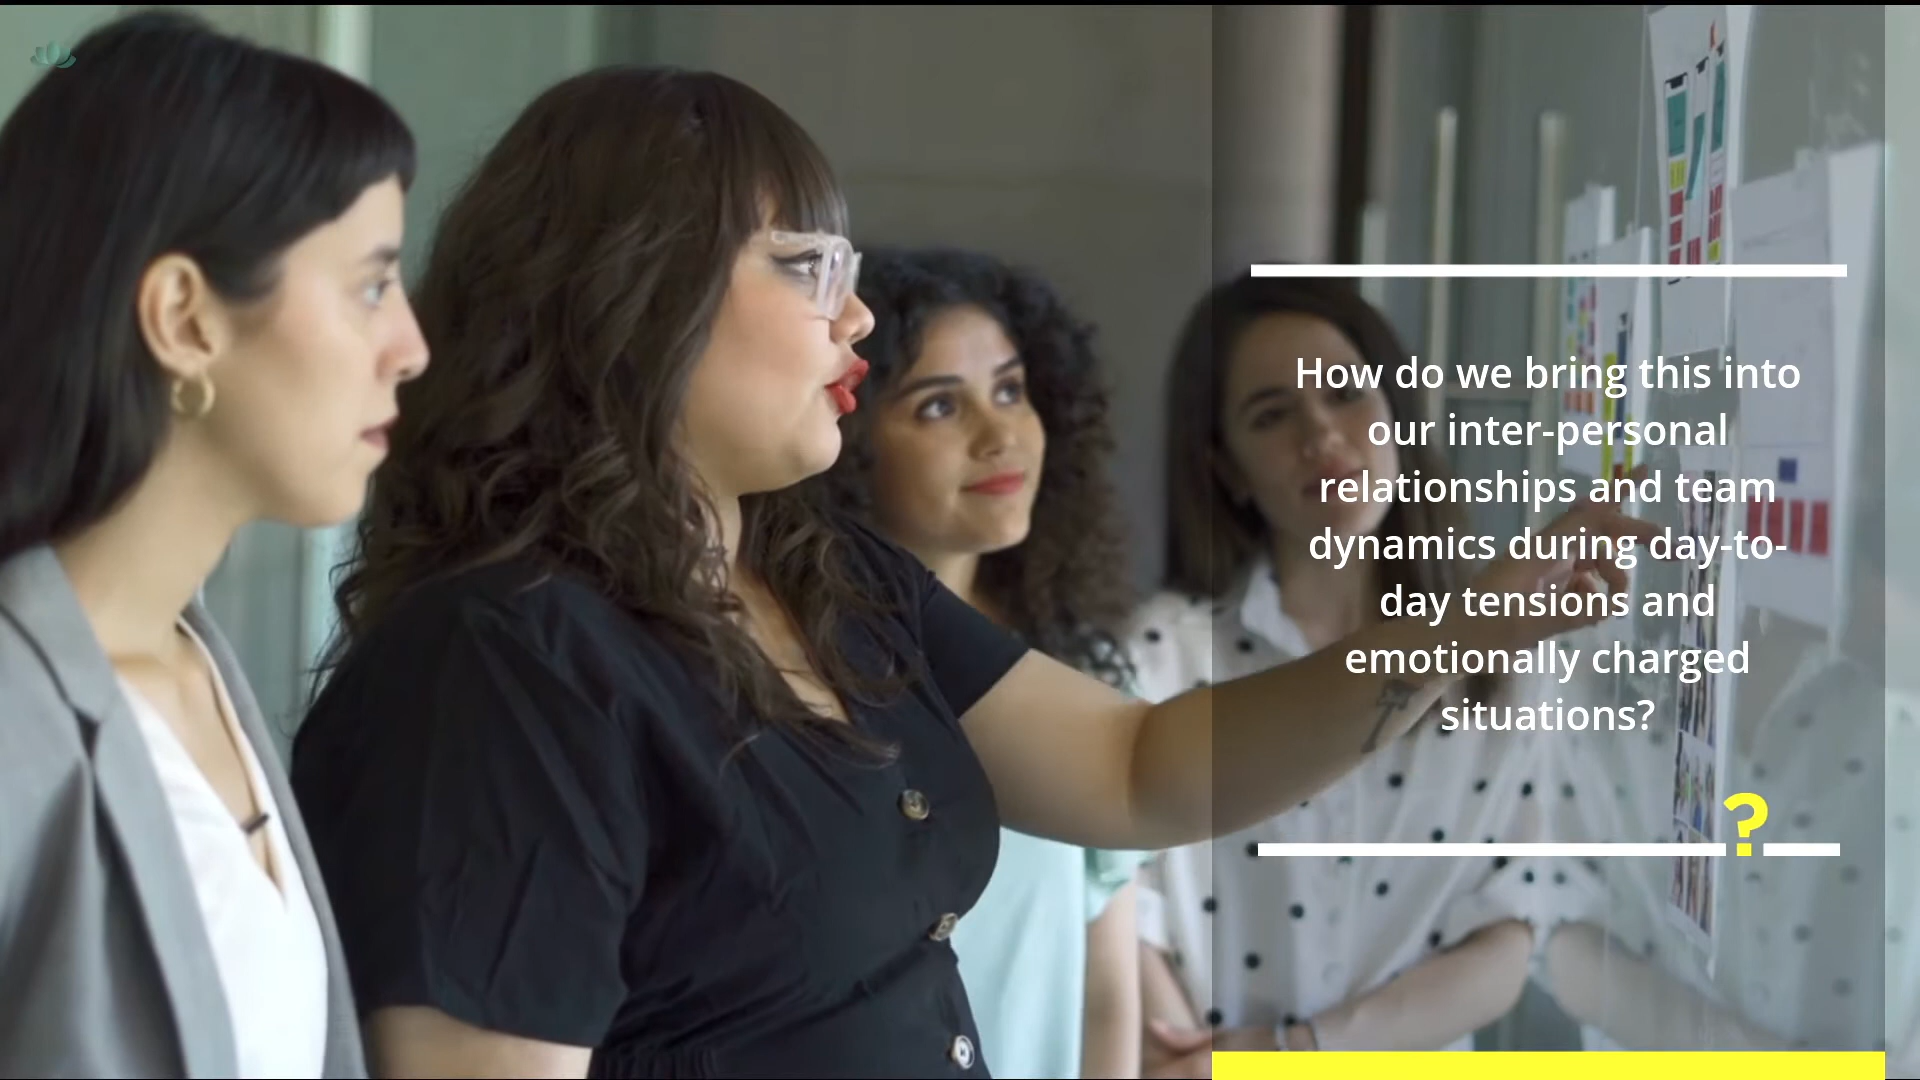 How do we bring this into
our inter-personal
relationships and team
dynamics during day-to-
day tensions and
emotionally charged
situations?
?